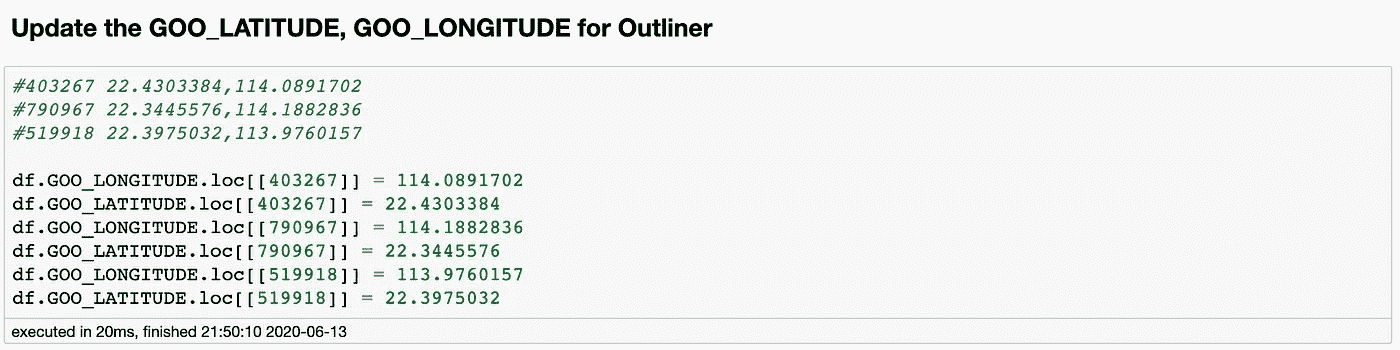 Update the GOO_LATITUDE, GOO_LONGITUDE for Outliner
#403267 22.4303384,114.0891702
#790967 22.3445576,114.1882836
#519918 22.3975032,113.9760157
df.GOO_LONGITUDE.loc[[403267]] = 114.0891702
df.GOO_LATITUDE.loc[[403267]] = 22.4303384
df.GOO_LONGITUDE.loc[[790967]] = 114.1882836
df.GOO_LATITUDE.loc[[790967]] = 22.3445576
df.GOO_LONGITUDE.loc[[519918]] = 113.9760157
df.GOO_LATITUDE.loc[[519918]] = 22.3975032
executed in 20ms, finished 21:50:10 2020-06-13